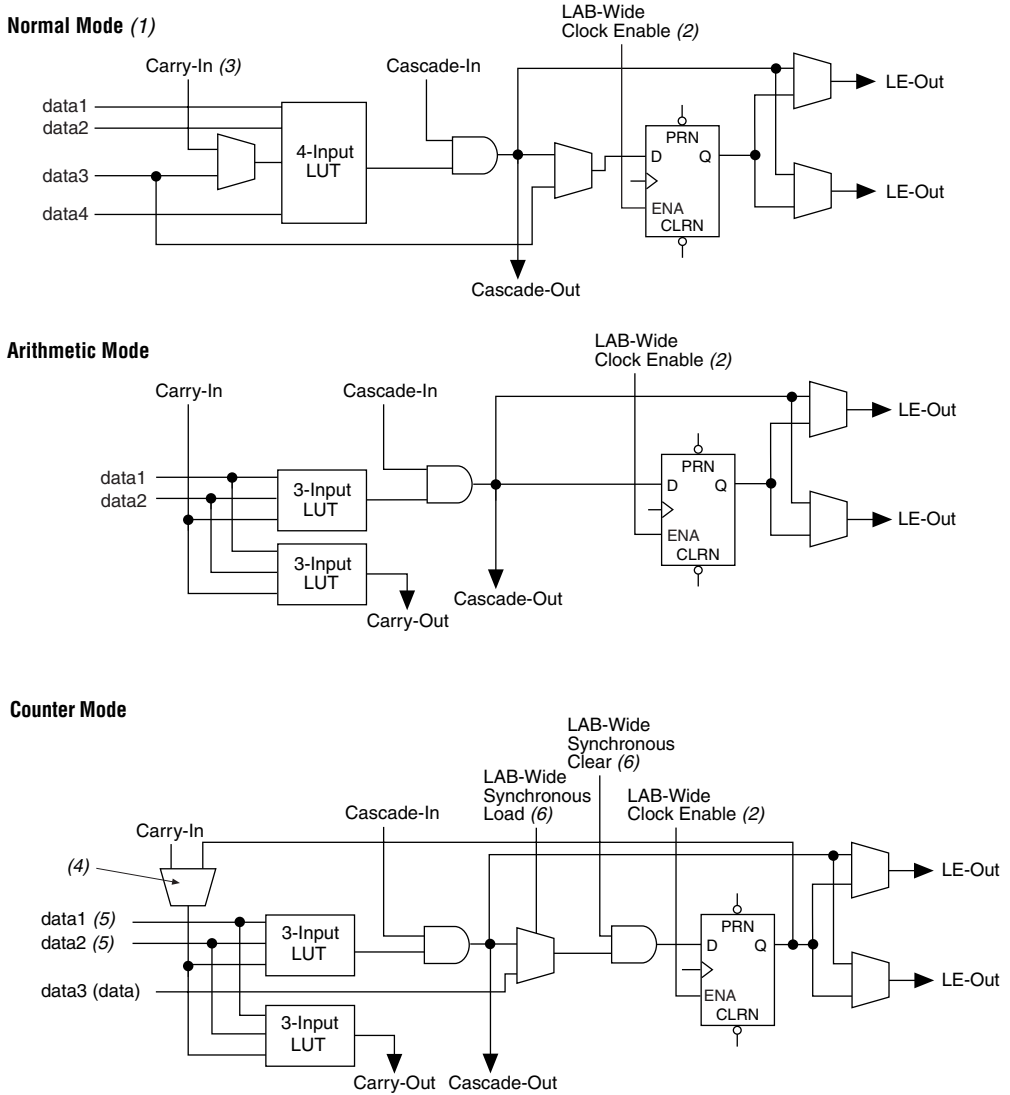 Normal Mode (1)
LAB-Wide
Clock Enable (2)
Carry-In (3)
Cascade-In
LE-Out
data1
data2
4-Input
LUT
PRN
D Q
data3
LE-Out
data4
ENA
CLRN
Cascade-Out
Arithmetic Mode
LAB-Wide
Clock Enable (2)
Carry-In
Cascade-In
LE-Out
PRN
data1
data2
3-Input
LUT
D Q
LE-Out
ENA
CLRN
3-Input
LUT
Cascade-Out
Carry-Out
Counter Mode
LAB-Wide
Synchronous
Clear (6)
LAB-Wide
Synchronous
Load (6)
LAB-Wide
Clock Enable (2)
Cascade-In
Carry-In
(4)
LE-Out
data1 (5)
data2 (5)
3-Input
LUT
PRN
D Q
data3 (data)
LE-Out
ENA
CLRN
3-Input
LUT
Carry-Out
Cascade-Out